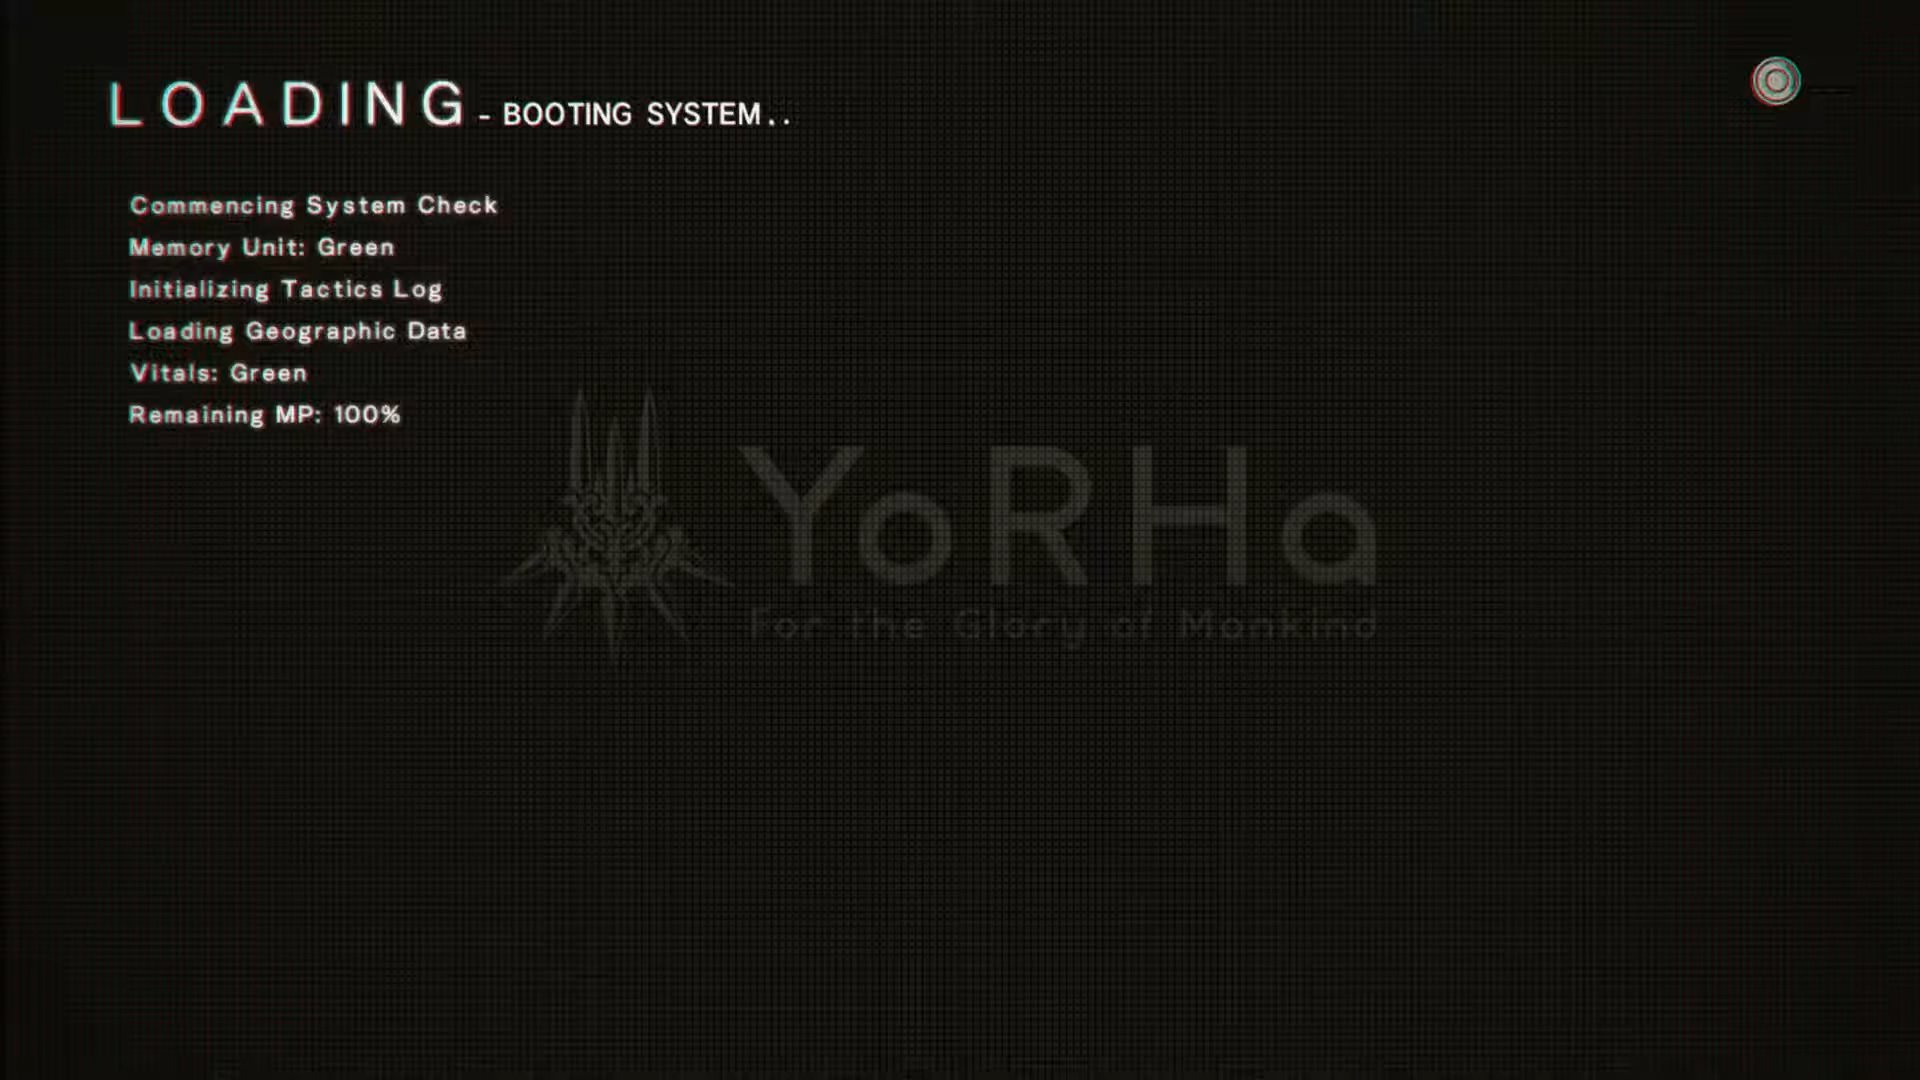 LOADING - BOOTING SYSTEM..
Commencing System Check
Memory Unit: Green
Initializing Tactics Log
Loading Geographic Data
Vitals: Green
Remaining MP: 100%
YoRHa
For the Glory of Mankind